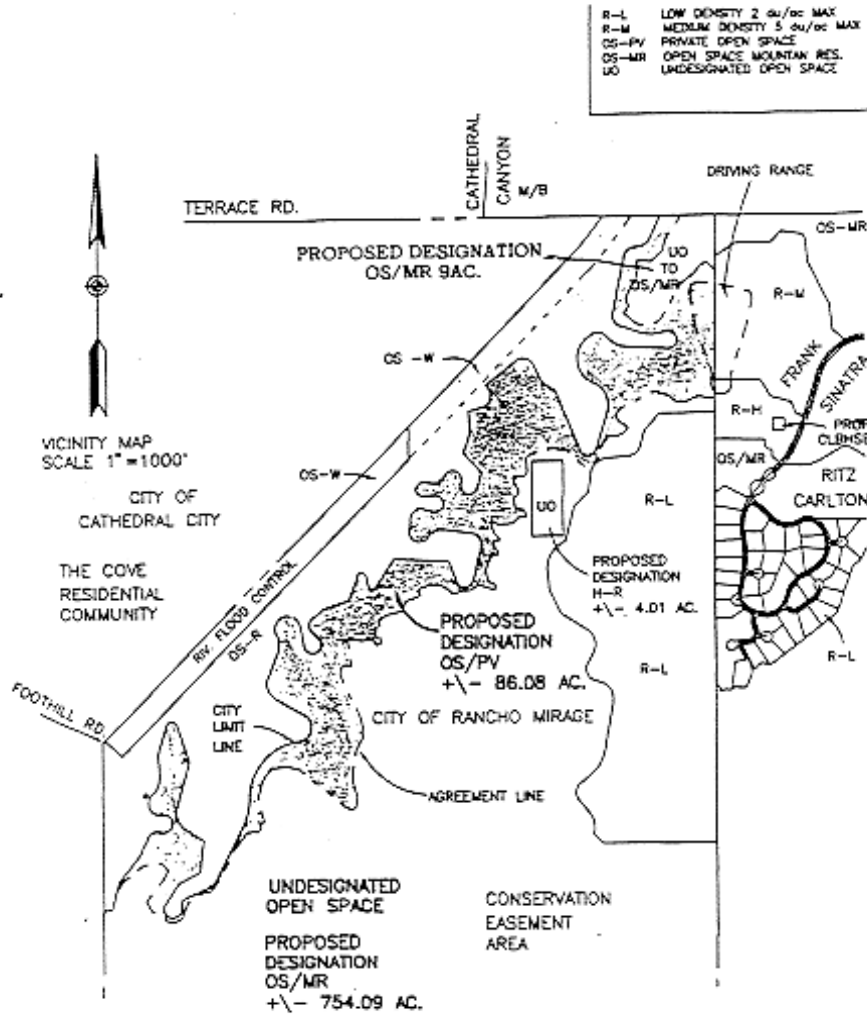 R-L LOW DENSITY 2 du/ac MAX
R-M MEDIUM DENSITY 5 du/ac MAX
OS-PV PRIVATE OPEN SPACE
OS-MR OPEN SPACE MOUNTAN RES.
UO UNDESIGNATED OPEN SPACE
CATHEDRAL
CANYON
M/B
DRIVING RANGE
TERRACE RD.
OS-MR
PROPOSED DESIGNATION
OS/MR 9AC.
UO
TO
OS/MR
R-M
OS-W
FRANK
SINATRA
R-H
PROP
CLBHSE
VICINITY MAP
SCALE 1"=1000'
OS-W
OS/MR
RITZ
CARLTON
CITY OF
CATHEDRAL CITY
UO
R-L
THE COVE
RESIDENTIAL
COMMUNITY
PROPOSED
DESIGNATION
H-R
+\- 4.01 AC.
RIV. FLOOD CONTROL
OS-R
PROPOSED
DESIGNATION
OS/PV
+\- 86.08 AC.
R-L
R-L
FOOTHILL RD.
CITY
LIMIT
LINE
CITY OF RANCHO MIRAGE
AGREEMENT LINE
UNDESIGNATED
OPEN SPACE
CONSERVATION
EASEMENT
AREA
PROPOSED
DESIGNATION
OS/MR
+\- 754.09 AC.